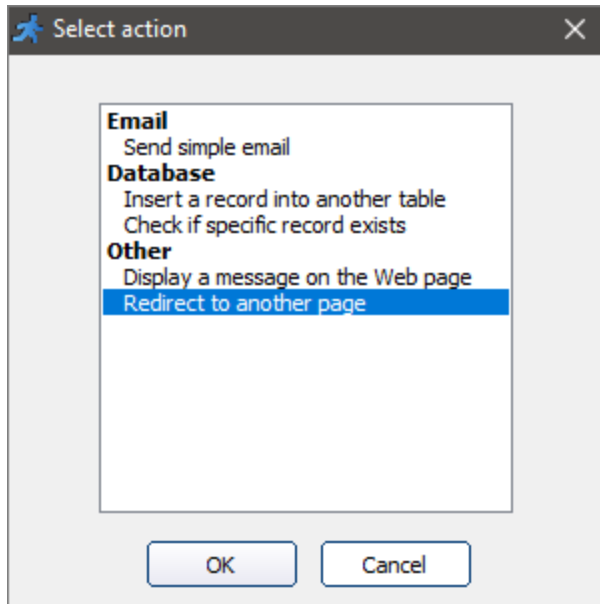 Select action
Email
Send simple email
Database
Insert a record into another table
Check if specific record exists
Other
Display a message on the Web page
Redirect to another page
OK Cancel